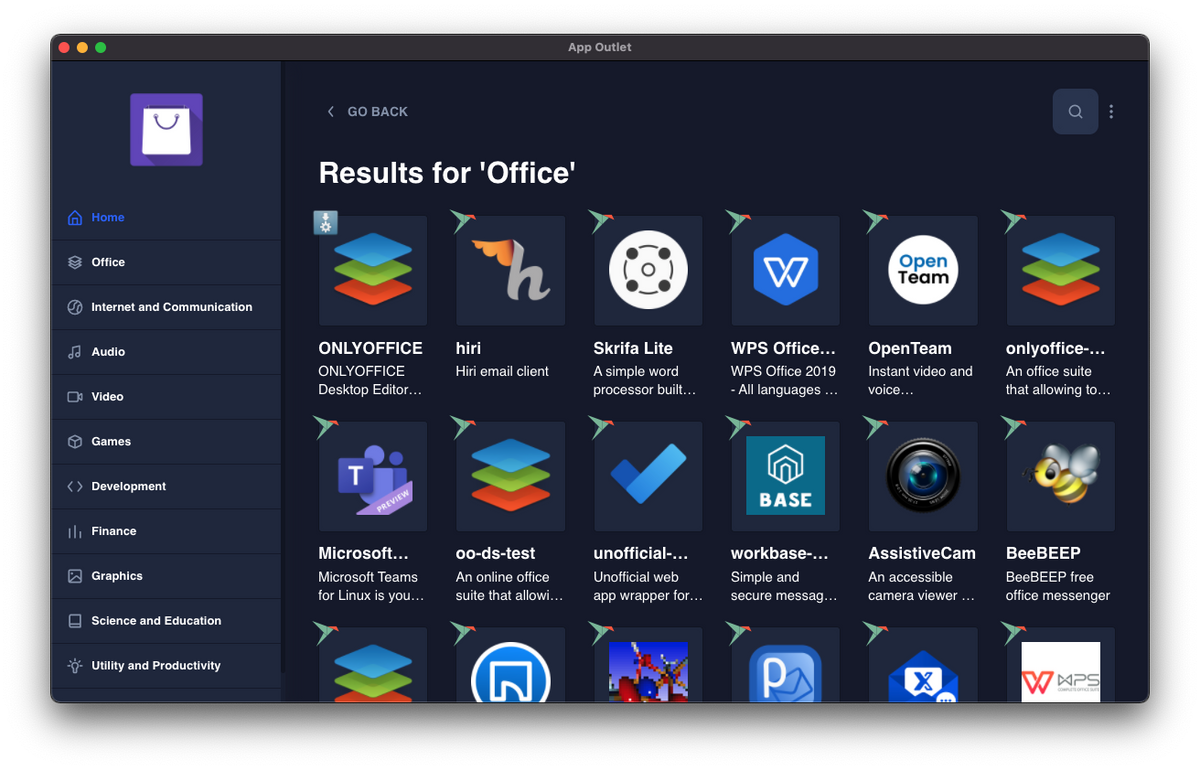 App Outlet
GO BACK
Results for 'Office'
Home
Office
Internet and Communication
Audio
Video
Games
Development
Finance
Graphics
Science and Education
Utility and Productivity
Open
Team
ONLYOFFICE
ONLYOFFICE
Desktop Editor…
hiri
Hiri email client
Skrifa Lite
A simple word
processor built…
WPS Office…
WPS Office 2019
- All languages …
OpenTeam
Instant video and
voice…
onlyoffice-…
An office suite
that allowing to…
T
PREVIEW
BASE
Microsoft…
Microsoft Teams
for Linux is you…
oo-ds-test
An online office
suite that allowi…
unofficial-…
Unofficial web
app wrapper for…
workbase-…
Simple and
secure messag…
AssistiveCam
An accessible
camera viewer …
BeeBEEP
BeeBEEP free
office messenger
P
X
WPS